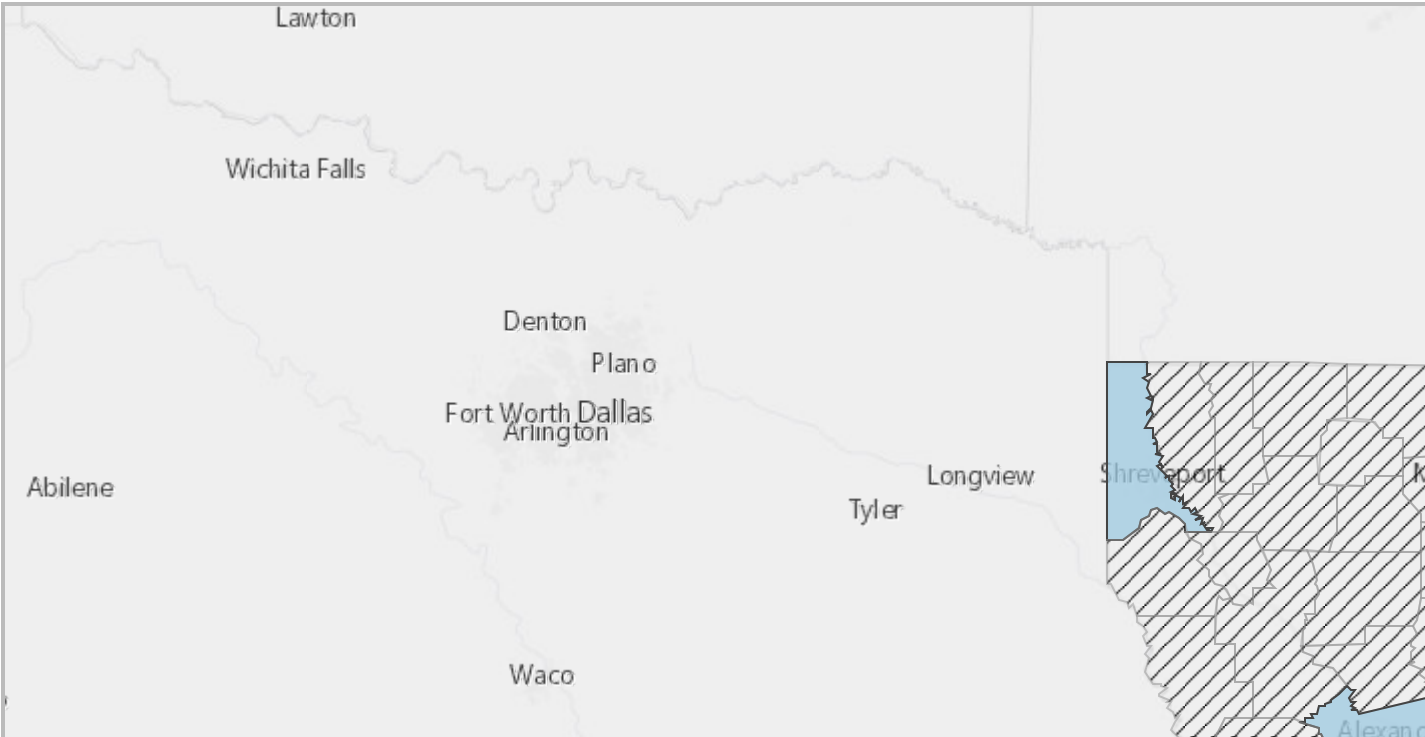 Lawton
Wichita Falls
Denton
Plano
Fort Worth Dallas
Arlington
Shreveport
Longview
Abilene
Tyler
Waco